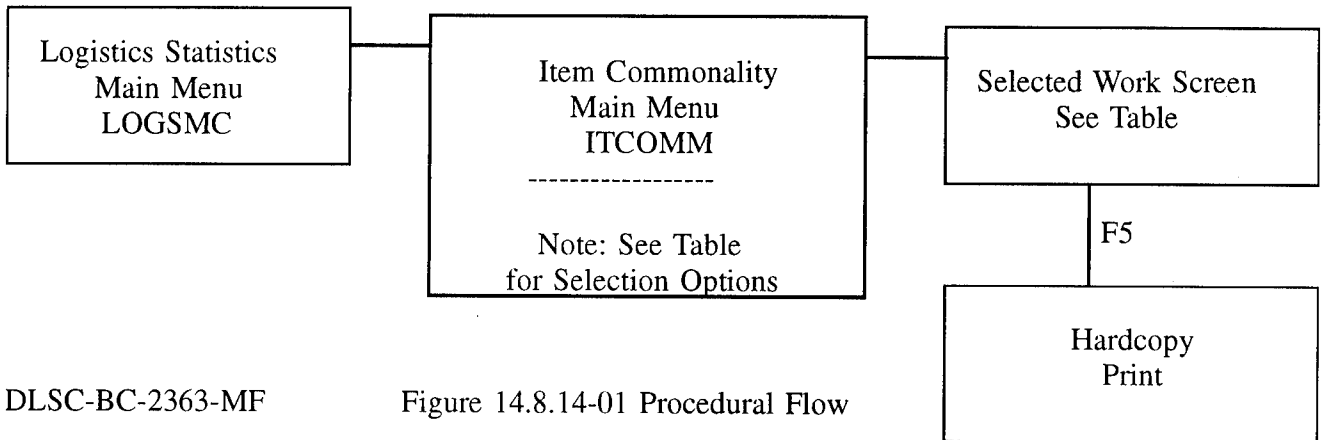 Logistics Statistics
Main Menu
LOGSMC
Item Commonality
Main Menu
ITCOMM
------------------
Note: See Table
for Selection Options
Selected Work Screen
See Table
F5
Hardcopy
Print
DLSC-BC-2363-MF
Figure 14.8.14-01 Procedural Flow